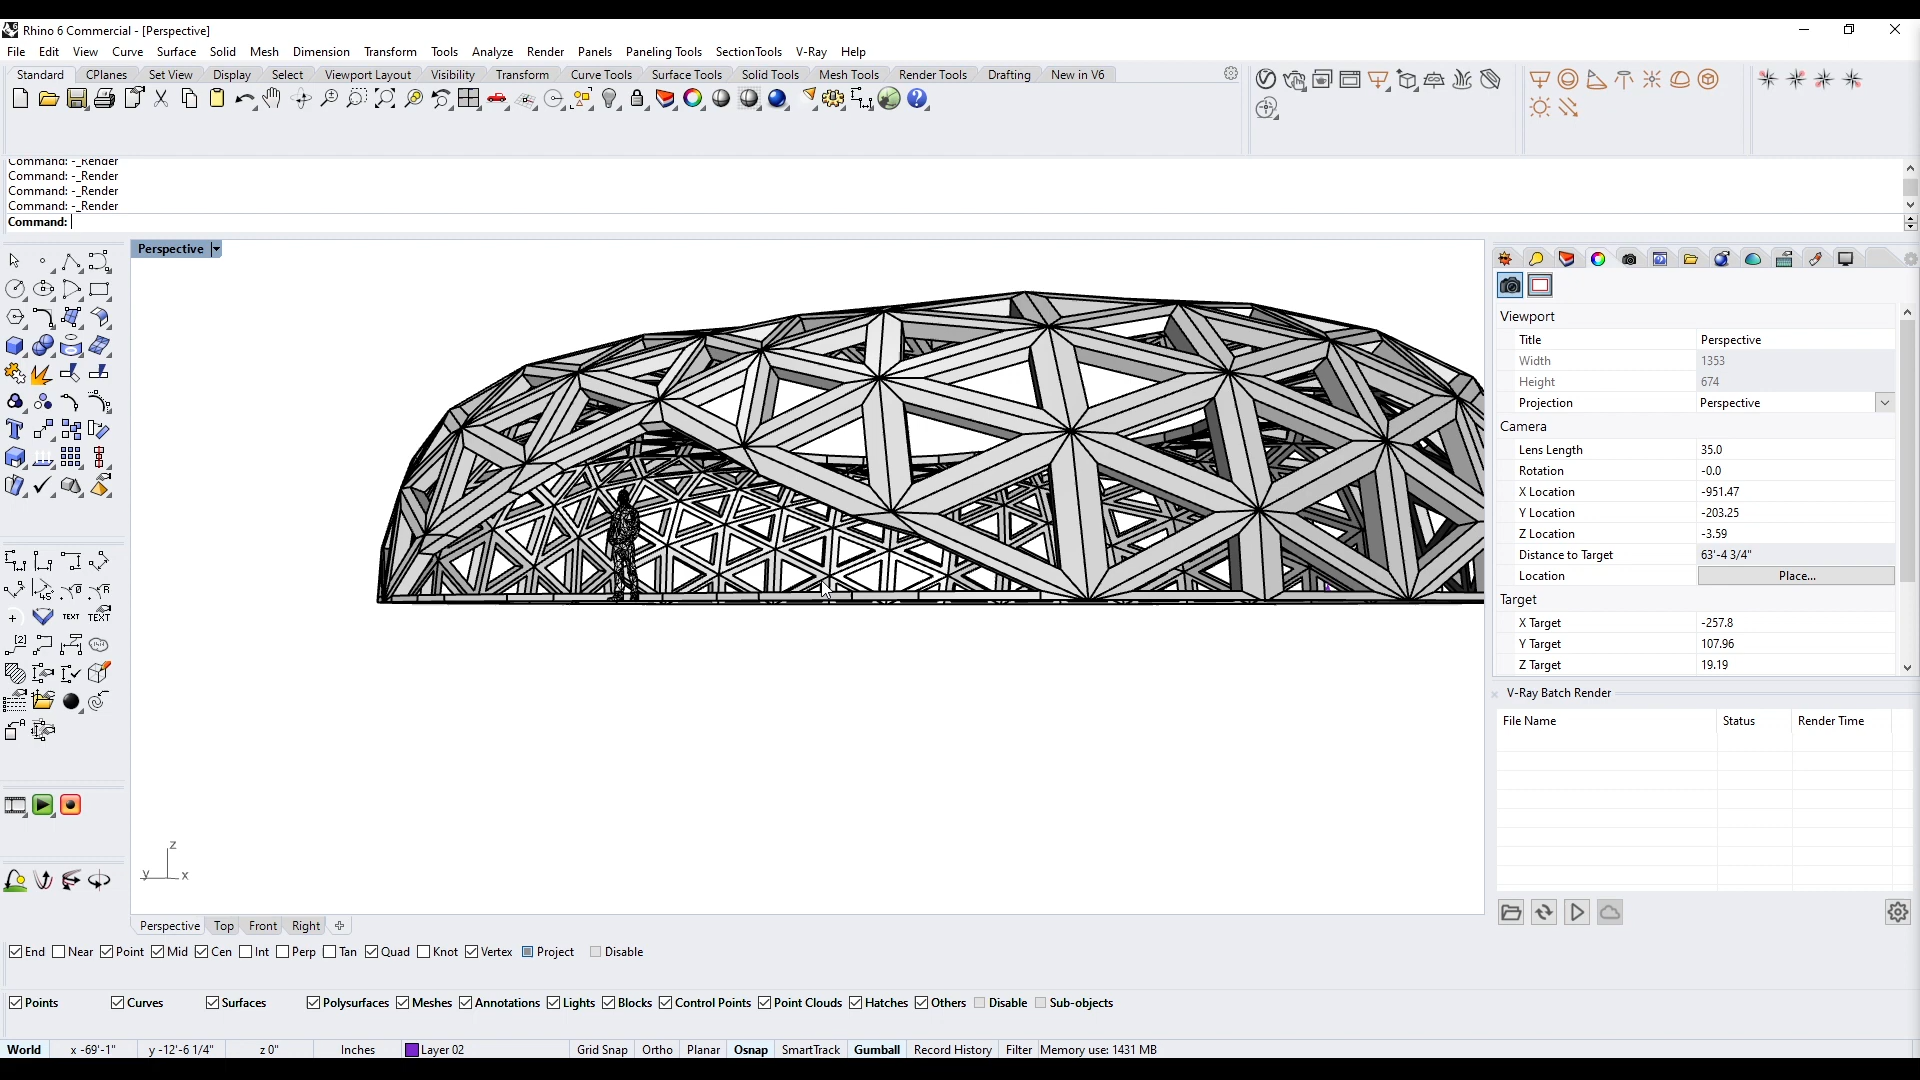 Rhino 6 Commercial - [Perspective]
File Edit View Curve Surface Solid Mesh Dimension Transform Tools Analyze Render Panels Paneling Tools SectionTools V-Ray Help
Standard CPlanes Set View Display Select Viewport Layout Visibility Transform Curve Tools Surface Tools Solid Tools Mesh Tools Render Tools Drafting New in V6
Command: -_Render
Command: -_Render
Command: -_Render
Command: -_Render
Command:
Perspective
Viewport
Title Perspective
Width 1353
Height 674
Projection Perspective
Camera
Lens Length 35.0
Rotation -0.0
X Location -951.47
Y Location -203.25
Z Location -3.59
Distance to Target 63'-4 3/4"
Location Place...
Target
X Target -257.8
Y Target 107.96
Z Target 19.19
TEXT TEXT
V-Ray Batch Render
File Name Status Render Time
z
y x
Perspective Top Front Right
End Near Point Mid Cen Int Perp Tan Quad Knot Vertex Project Disable
Points Curves Surfaces Polysurfaces Meshes Annotations Lights Blocks Control Points Point Clouds Hatches Others Disable Sub-objects
World x -69'-1" y -12'-6 1/4" z 0" Inches Layer 02 Grid Snap Ortho Planar Osnap SmartTrack Gumball Record History Filter Memory use: 1431 MB